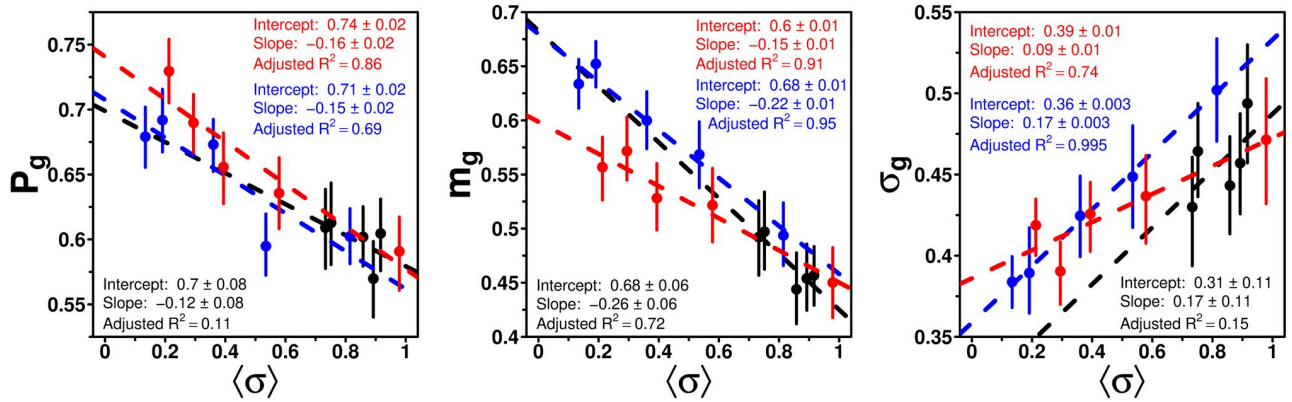 Intercept: 0.74 ± 0.02
Slope: −0.16 ± 0.02
Adjusted R² = 0.86
Intercept: 0.71 ± 0.02
Slope: −0.15 ± 0.02
Adjusted R² = 0.69
Intercept: 0.7 ± 0.08
Slope: −0.12 ± 0.08
Adjusted R² = 0.11
0.75
0.7
0.65
0.6
0.55
Pg
0 0.2 0.4 0.6 0.8 1
⟨σ⟩
Intercept: 0.6 ± 0.01
Slope: −0.15 ± 0.01
Adjusted R² = 0.91
Intercept: 0.68 ± 0.01
Slope: −0.22 ± 0.01
Adjusted R² = 0.95
Intercept: 0.68 ± 0.06
Slope: −0.26 ± 0.06
Adjusted R² = 0.72
0.7
0.65
0.6
0.55
0.5
0.45
0.4
mg
0 0.2 0.4 0.6 0.8 1
⟨σ⟩
Intercept: 0.39 ± 0.01
Slope: 0.09 ± 0.01
Adjusted R² = 0.74
Intercept: 0.36 ± 0.003
Slope: 0.17 ± 0.003
Adjusted R² = 0.995
Intercept: 0.31 ± 0.11
Slope: 0.17 ± 0.11
Adjusted R² = 0.15
0.55
0.5
0.45
0.4
0.35
σg
0 0.2 0.4 0.6 0.8 1
⟨σ⟩